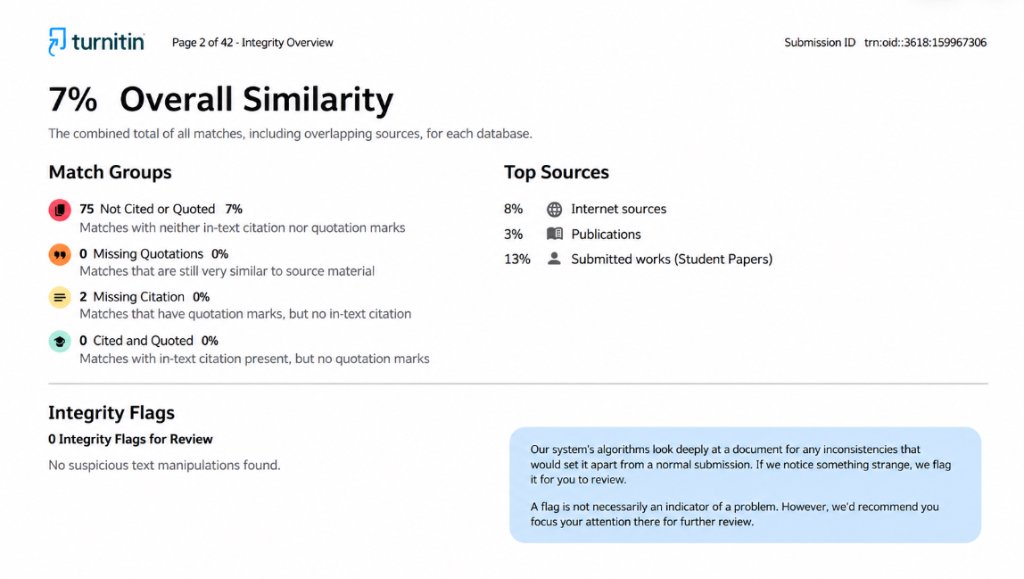 turnitin
Page 2 of 42 - Integrity Overview
Submission ID trn:oid:::3618:159967306
7% Overall Similarity
The combined total of all matches, including overlapping sources, for each database.
Match Groups
75 Not Cited or Quoted 7%
Matches with neither in-text citation nor quotation marks
0 Missing Quotations 0%
Matches that are still very similar to source material
2 Missing Citation 0%
Matches that have quotation marks, but no in-text citation
0 Cited and Quoted 0%
Matches with in-text citation present, but no quotation marks
Top Sources
8% Internet sources
3% Publications
13% Submitted works (Student Papers)
Integrity Flags
0 Integrity Flags for Review
No suspicious text manipulations found.
Our system's algorithms look deeply at a document for any inconsistencies that
would set it apart from a normal submission. If we notice something strange, we flag
it for you to review.
A flag is not necessarily an indicator of a problem. However, we'd recommend you
focus your attention there for further review.